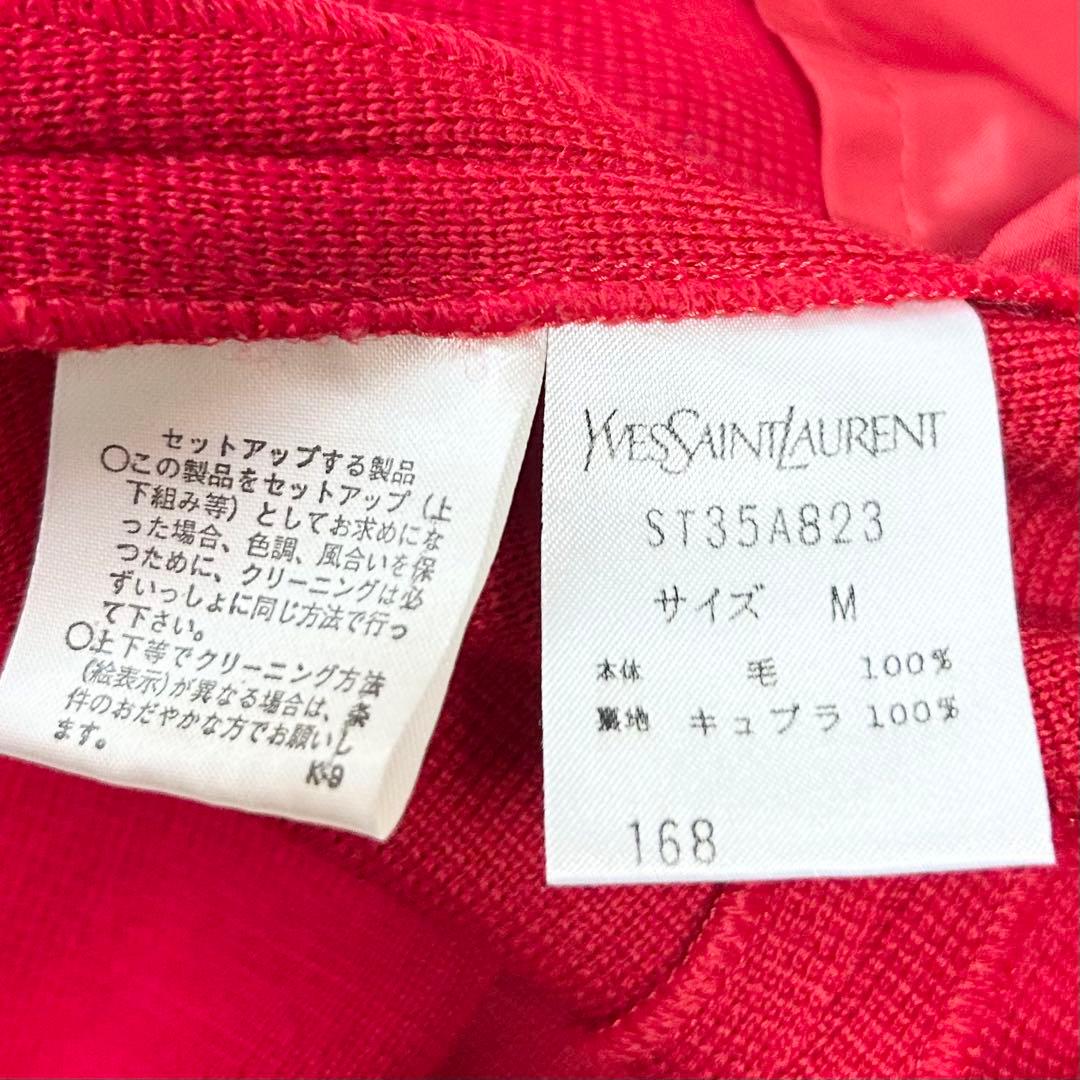 セットアップする製品
○この製品をセットアップ(上
下組み等)としてお求めにな
った場合、色調、風合いを保
つために、クリーニングは必
ずいっしょに同じ方法で行っ
て下さい。
○上下等でクリーニング方法
(絵表示)が異なる場合は、条
件のおだやかな方でお願いし
ます。
K-9
YVES SAINT LAURENT
ST35A823
サイズ M
本体 毛 100%
裏地 キュプラ 100%
168